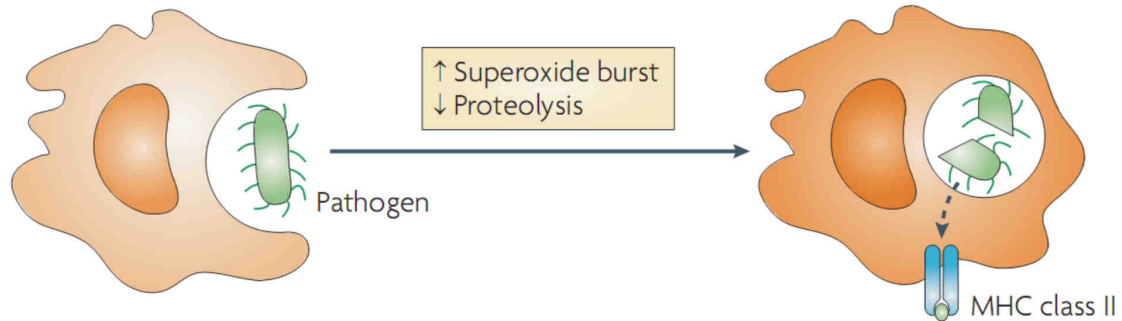 ↑ Superoxide burst
↓ Proteolysis
Pathogen
MHC class II